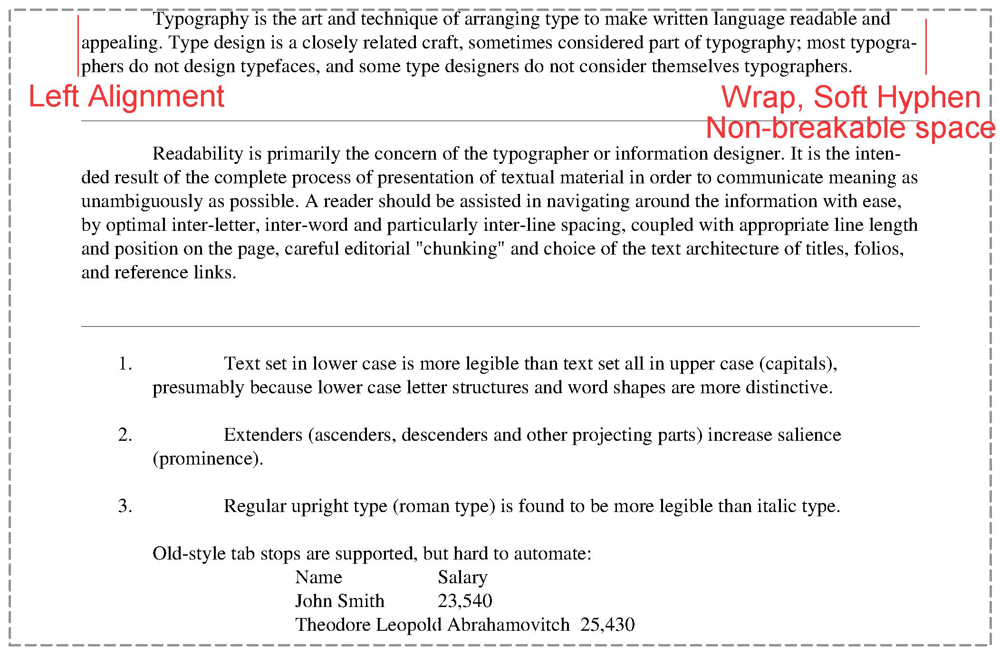 Typography is the art and technique of arranging type to make written language readable and
appealing. Type design is a closely related craft, sometimes considered part of typography; most typogra-
phers do not design typefaces, and some type designers do not consider themselves typographers.
Left Alignment
Wrap, Soft Hyphen
Non-breakable space
Readability is primarily the concern of the typographer or information designer. It is the inten-
ded result of the complete process of presentation of textual material in order to communicate meaning as
unambiguously as possible. A reader should be assisted in navigating around the information with ease,
by optimal inter-letter, inter-word and particularly inter-line spacing, coupled with appropriate line length
and position on the page, careful editorial "chunking" and choice of the text architecture of titles, folios,
and reference links.
1. Text set in lower case is more legible than text set all in upper case (capitals),
presumably because lower case letter structures and word shapes are more distinctive.
2. Extenders (ascenders, descenders and other projecting parts) increase salience
(prominence).
3. Regular upright type (roman type) is found to be more legible than italic type.
Old-style tab stops are supported, but hard to automate:
Name Salary
John Smith 23,540
Theodore Leopold Abrahamovitch 25,430